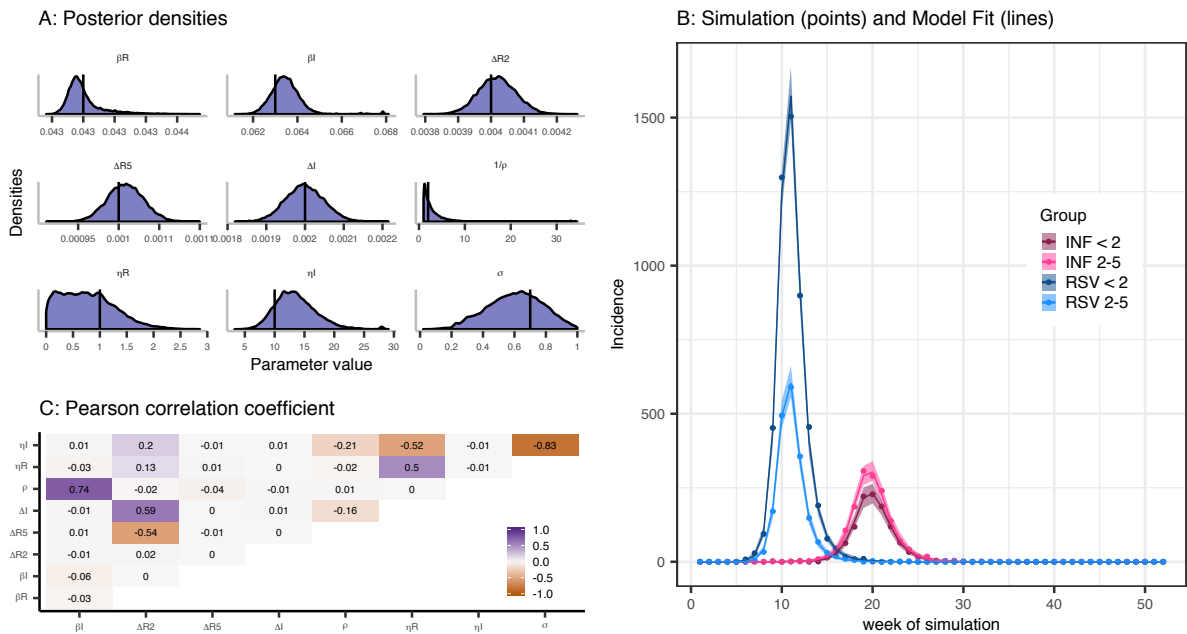 A: Posterior densities
βR
βI
ΔR2
0.043 0.043 0.043 0.043 0.044
0.062 0.064 0.066 0.068
0.0038 0.0039 0.004 0.0041 0.0042
ΔR5
ΔI
1/ρ
0.00095 0.001 0.0011
0.0018 0.0019 0.002 0.0021 0.0022
0 10 20 30
ηR
ηI
σ
0 0.5 1 1.5 2 2.5 3
5 10 15 20 25 30
0 0.2 0.4 0.6 0.8 1
Densities
Parameter value
B: Simulation (points) and Model Fit (lines)
1500
1000
500
0
Incidence
Group
INF < 2
INF 2-5
RSV < 2
RSV 2-5
0 10 20 30 40 50
week of simulation
C: Pearson correlation coefficient
ηI 0.01 0.2 -0.01 0.01 -0.21 -0.52 -0.01 -0.83
ηR -0.03 0.13 0.01 0 -0.02 0.5 -0.01
ρ 0.74 -0.02 -0.04 -0.01 0.01 0
ΔI -0.01 0.59 0 0.01 -0.16
ΔR5 0.01 -0.54 -0.01 0
ΔR2 -0.01 0.02 0
βI -0.06 0
βR -0.03
βI ΔR2 ΔR5 ΔI ρ ηR ηI σ
1.0
0.5
0.0
-0.5
-1.0